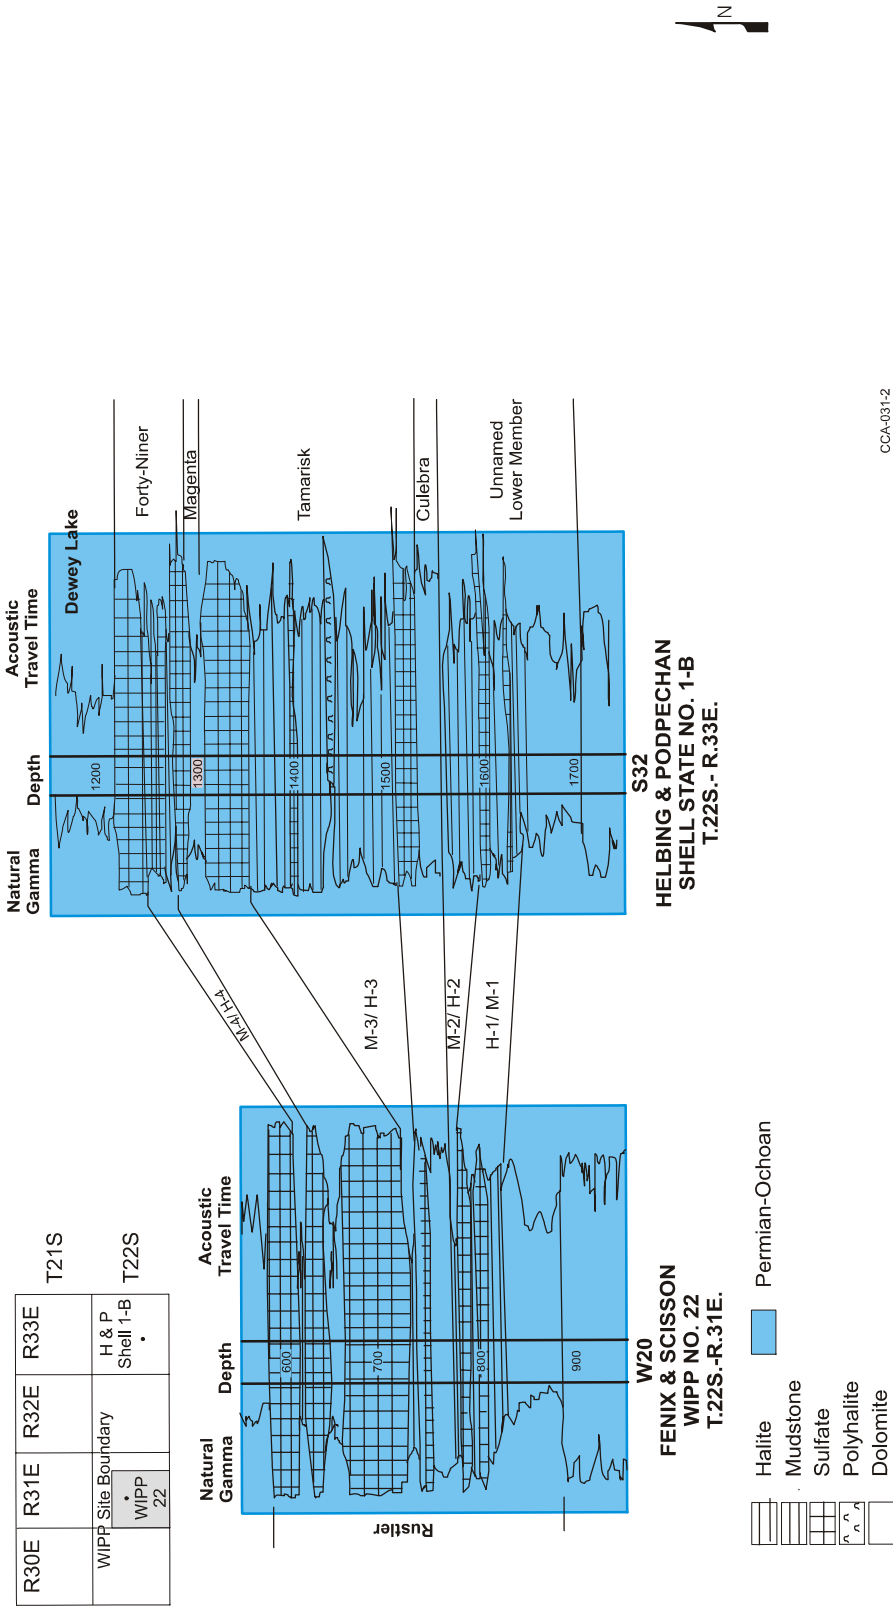 N
CCA-031-2
R30E
R31E
R32E
R33E
T21S
T22S
WIPP Site Boundary
WIPP
22
H & P
Shell 1-B
Natural
Gamma
Depth
Acoustic
Travel Time
Rustler
600
700
800
900
W20
FENIX & SCISSON
WIPP NO. 22
T.22S.-R.31E.
M-4/ H-4
M-3/ H-3
M-2/ H-2
H-1/ M-1
Natural
Gamma
Depth
Acoustic
Travel Time
Dewey Lake
1200
1300
1400
1500
1600
1700
Forty-Niner
Magenta
Tamarisk
Culebra
Unnamed
Lower Member
S32
HELBING & PODPECHAN
SHELL STATE NO. 1-B
T.22S.- R.33E.
Halite
Mudstone
Sulfate
Polyhalite
Dolomite
Permian-Ochoan